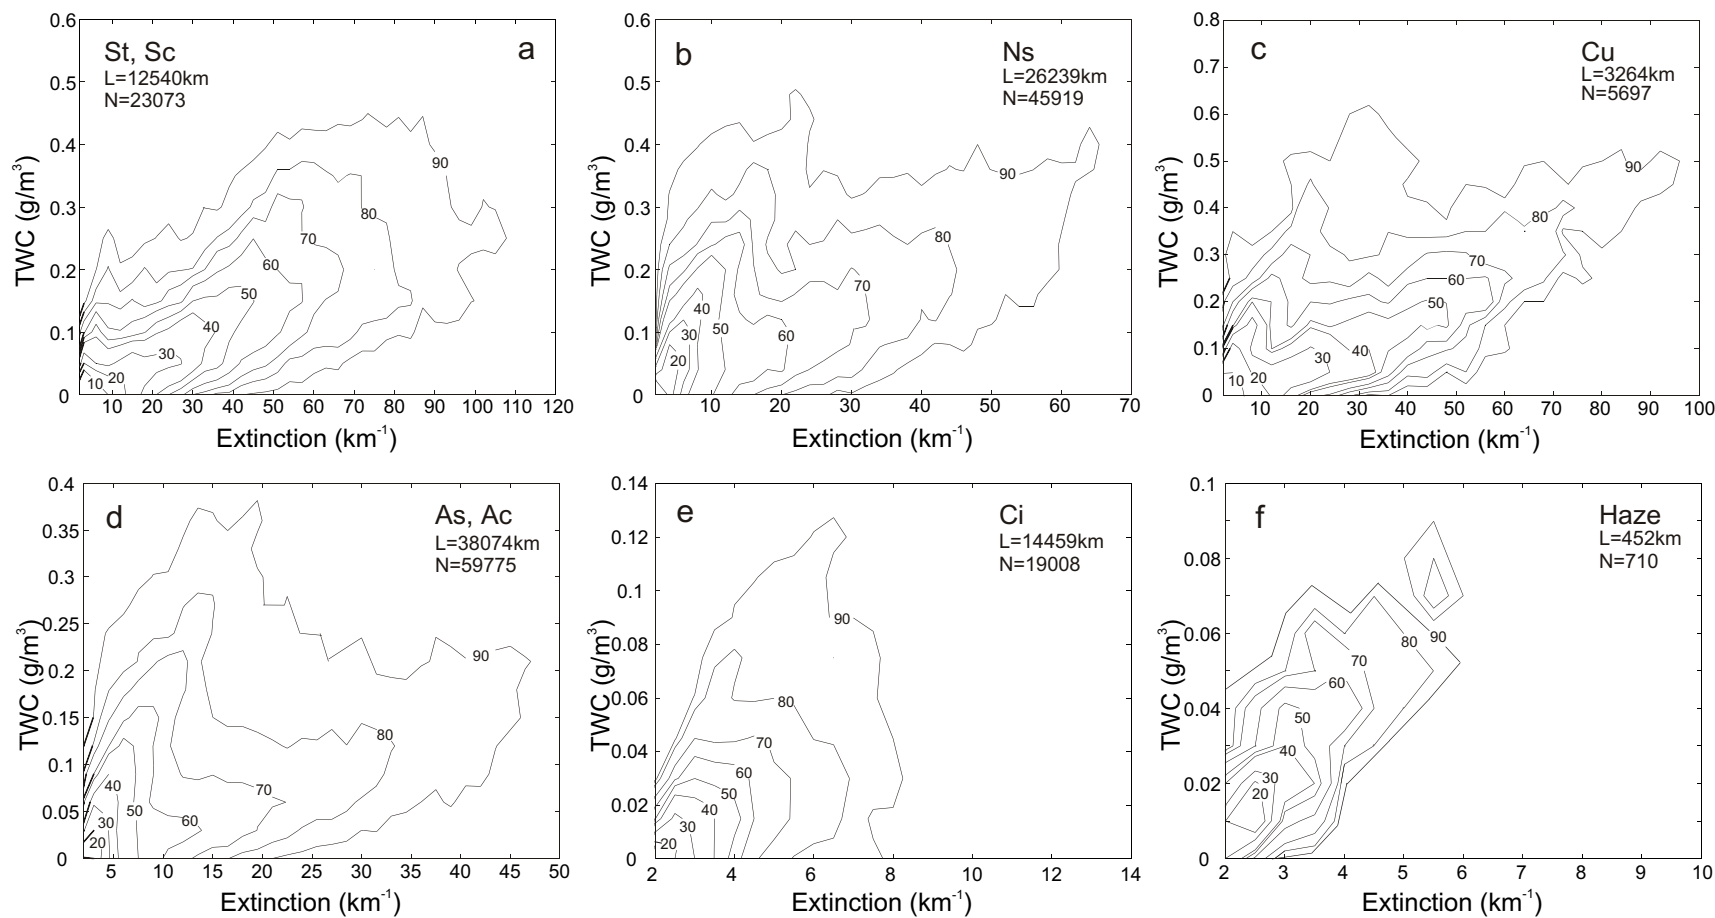 a
St, Sc
L=12540km
N=23073
TWC (g/m³)
0.6
0.5
0.4
0.3
0.2
0.1
0
90
80
70
60
50
40
30
20
10
10 20 30 40 50 60 70 80 90 100 110 120
Extinction (km⁻¹)
b
Ns
L=26239km
N=45919
TWC (g/m³)
0.6
0.5
0.4
0.3
0.2
0.1
0
90
80
70
60
50
40
30
20
10 20 30 40 50 60 70
Extinction (km⁻¹)
c
Cu
L=3264km
N=5697
TWC (g/m³)
0.8
0.7
0.6
0.5
0.4
0.3
0.2
0.1
0
90
80
70
60
50
40
30
20
10
10 20 30 40 50 60 70 80 90 100
Extinction (km⁻¹)
d
As, Ac
L=38074km
N=59775
TWC (g/m³)
0.4
0.35
0.3
0.25
0.2
0.15
0.1
0.05
0
90
80
70
60
50
40
30
20
5 10 15 20 25 30 35 40 45 50
Extinction (km⁻¹)
e
Ci
L=14459km
N=19008
TWC (g/m³)
0.14
0.12
0.1
0.08
0.06
0.04
0.02
0
90
80
70
60
50
40
30
20
2 4 6 8 10 12 14
Extinction (km⁻¹)
f
Haze
L=452km
N=710
TWC (g/m³)
0.1
0.08
0.06
0.04
0.02
0
90
80
70
60
50
40
30
20
2 3 4 5 6 7 8 9 10
Extinction (km⁻¹)